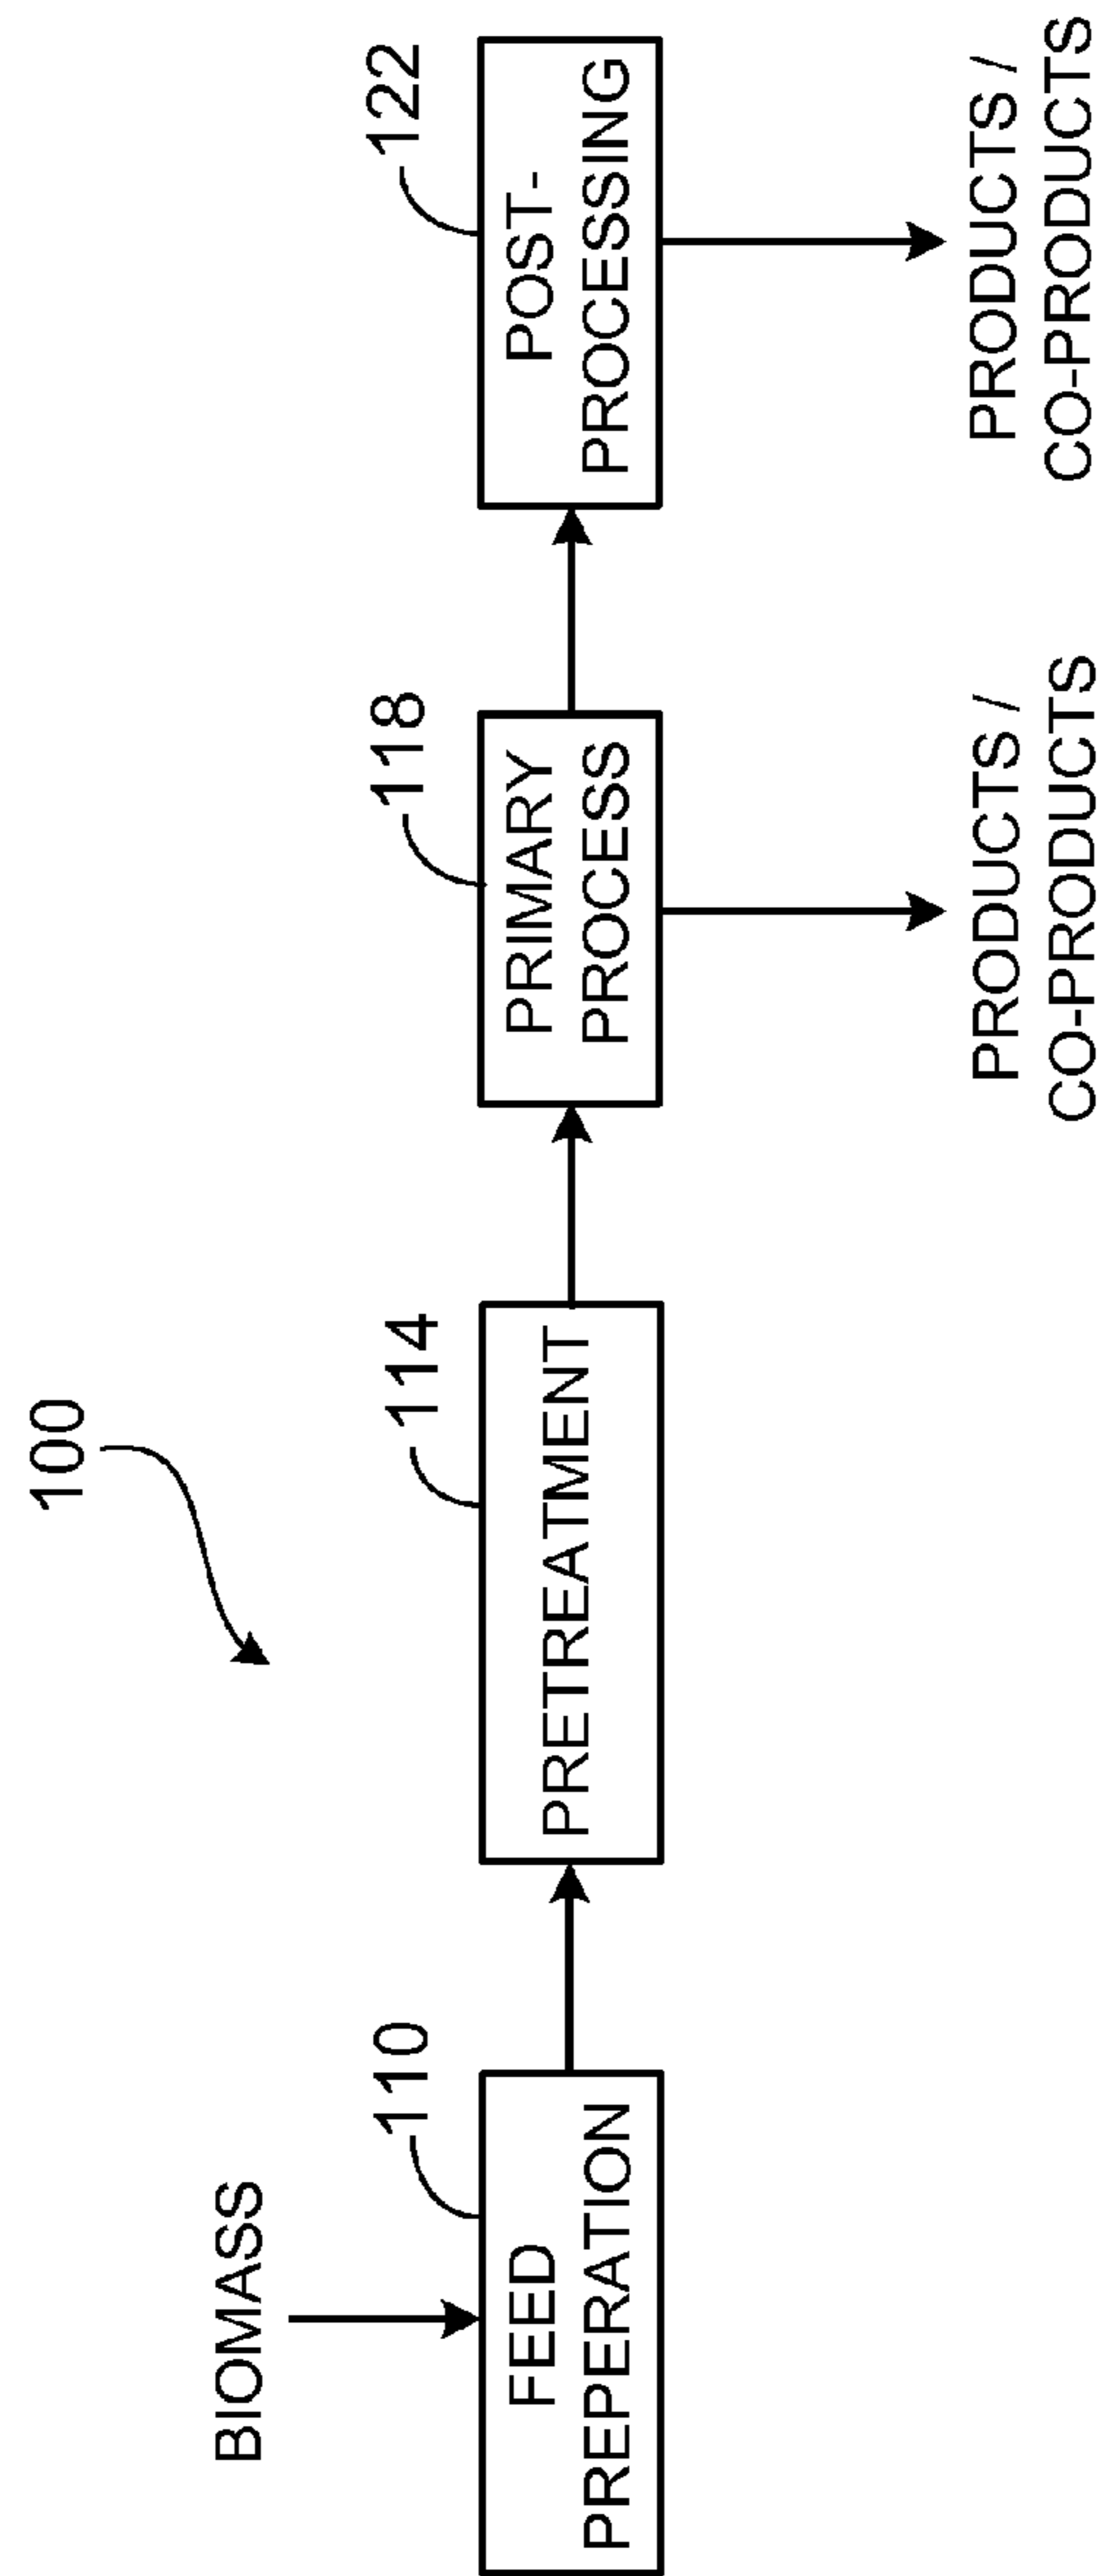 100
BIOMASS
110
FEED
PREPERATION
114
PRETREATMENT
118
PRIMARY
PROCESS
122
POST-
PROCESSING
PRODUCTS /
CO-PRODUCTS
PRODUCTS /
CO-PRODUCTS